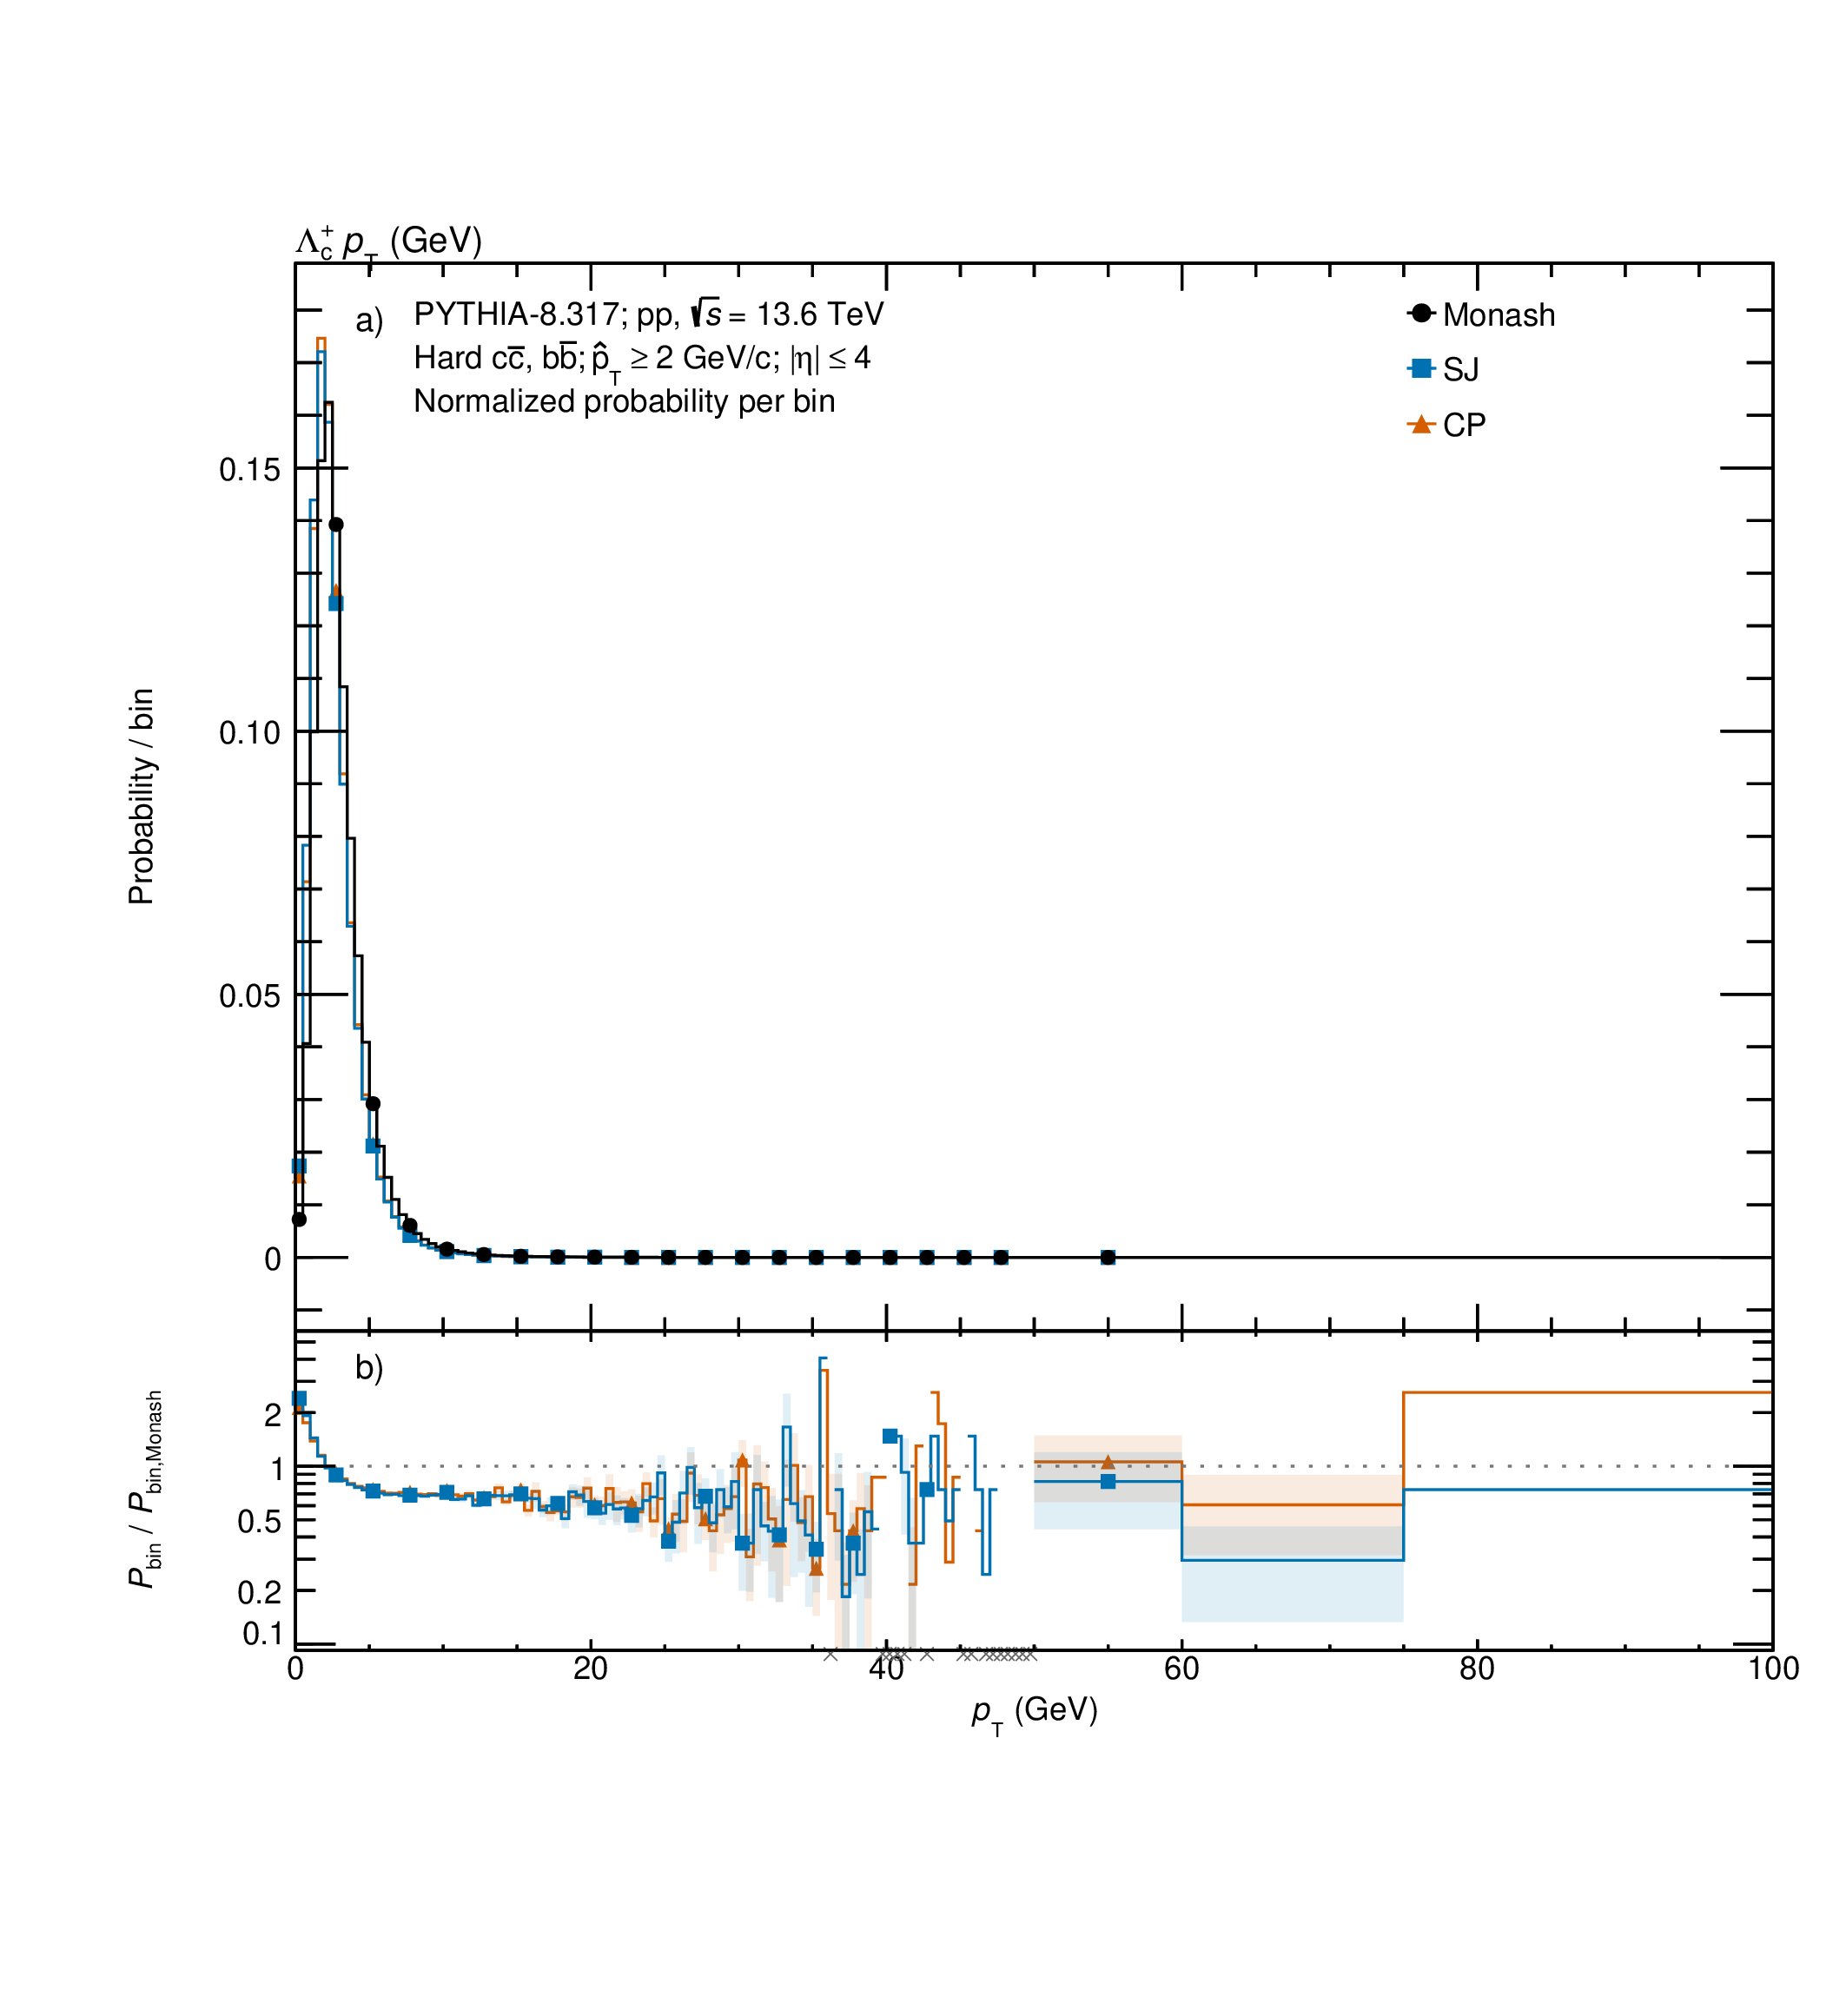 Λc+ pT (GeV)
a)
PYTHIA-8.317; pp, √s = 13.6 TeV
Hard cc̅, bb̅; p̂T ≥ 2 GeV/c; |η| ≤ 4
Normalized probability per bin
Monash
SJ
CP
Probability / bin
0.15
0.10
0.05
0
b)
Pbin / Pbin,Monash
2
1
0.5
0.2
0.1
0 20 40 60 80 100
pT (GeV)